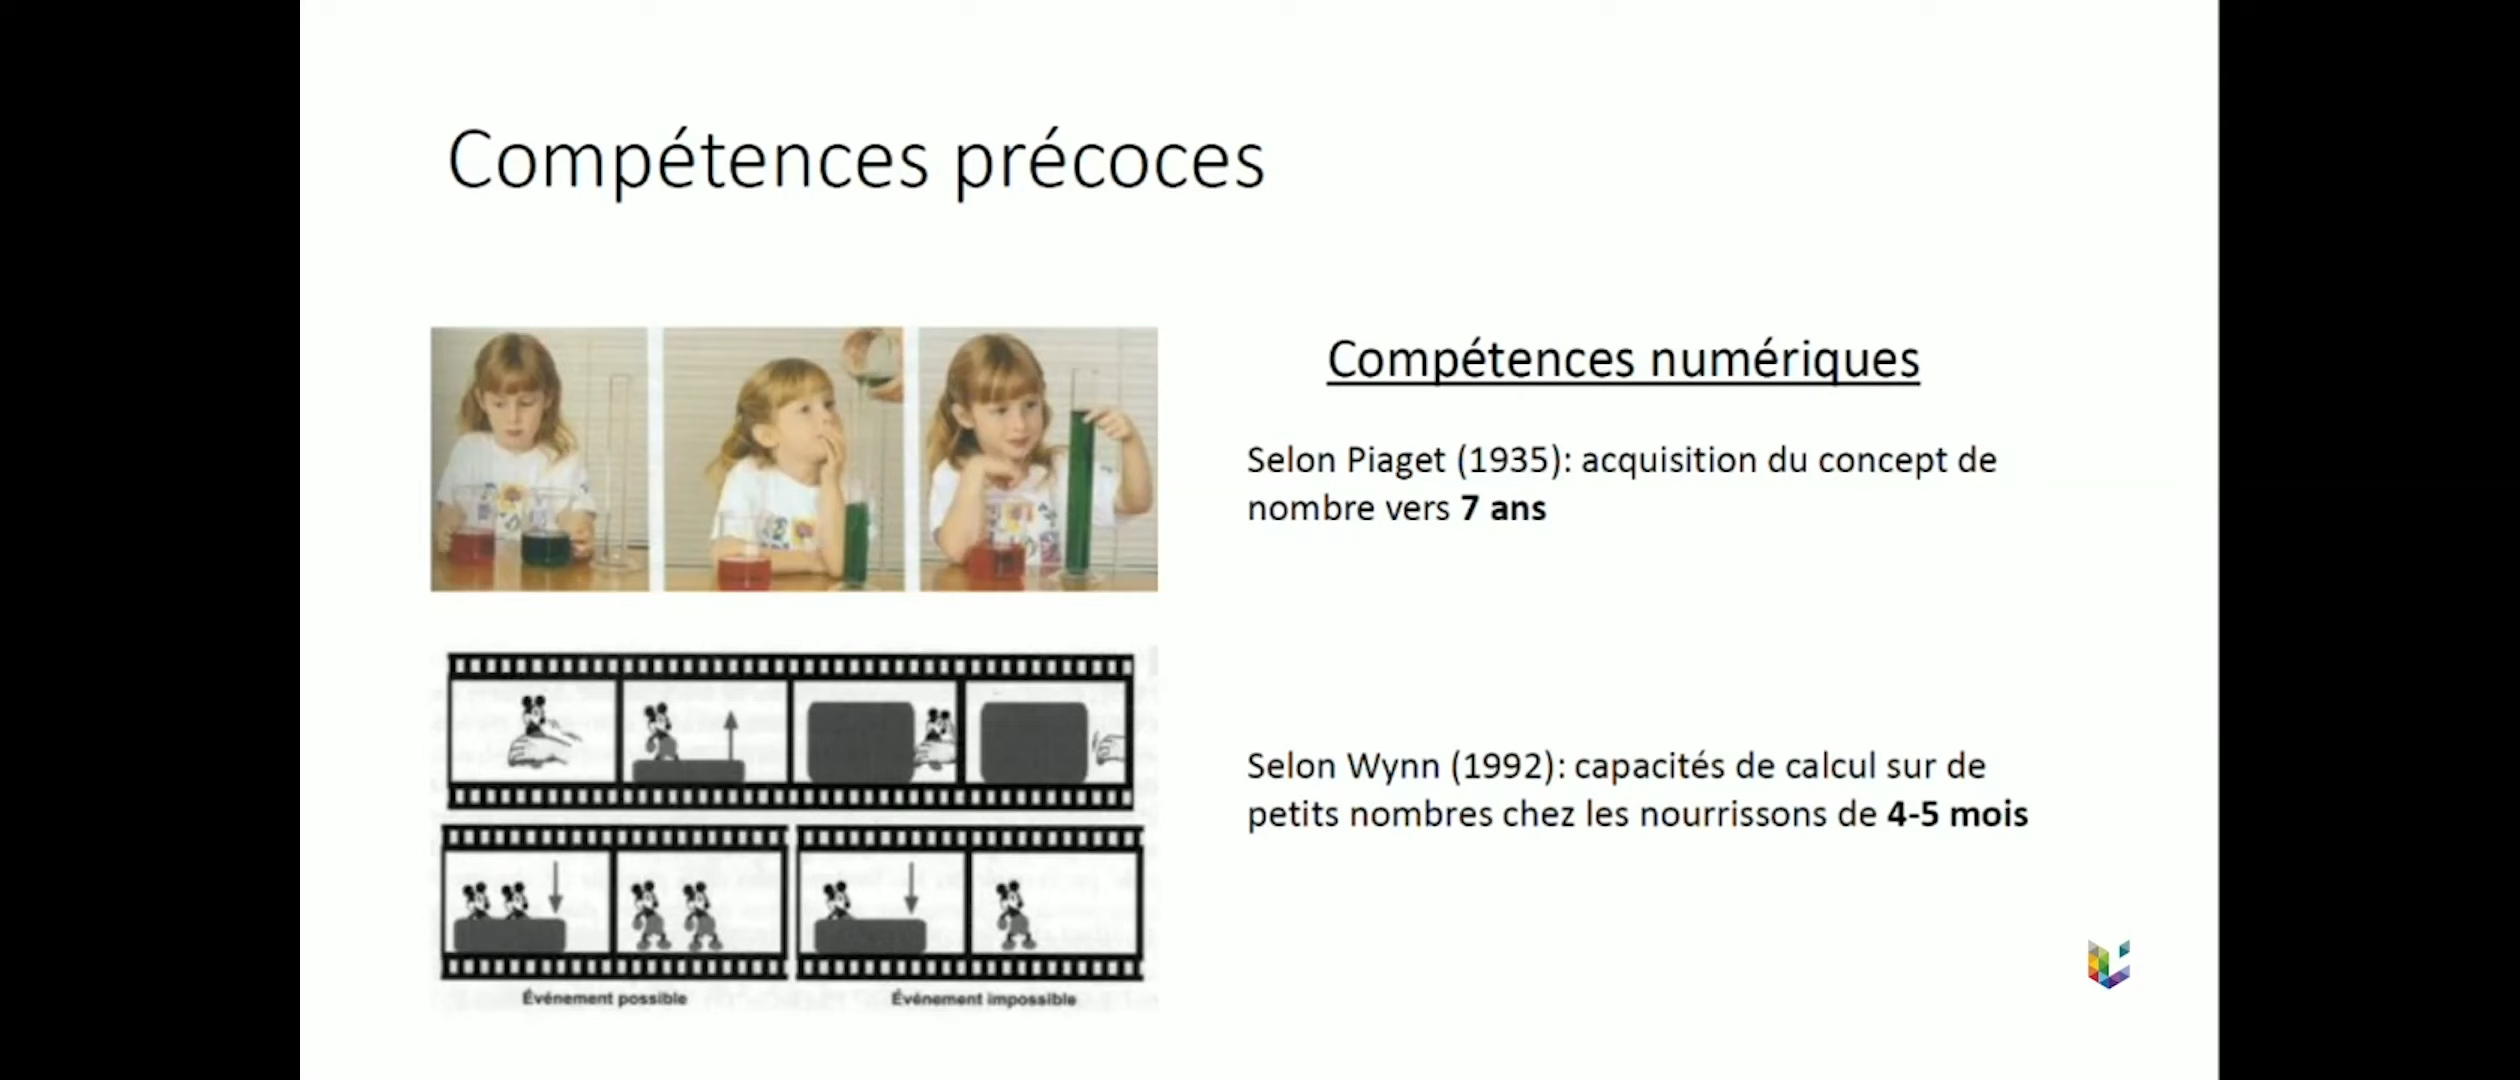 Compétences précoces
Compétences numériques
Selon Piaget (1935): acquisition du concept de
nombre vers 7 ans
Selon Wynn (1992): capacités de calcul sur de
petits nombres chez les nourrissons de 4-5 mois
Événement possible
Événement impossible